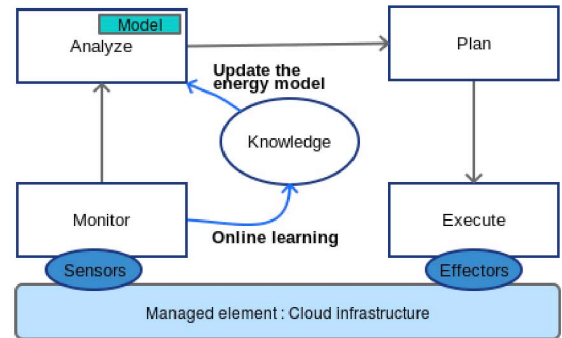 Model
Analyze
Plan
Update the
energy model
Knowledge
Monitor
Execute
Online learning
Sensors
Effectors
Managed element : Cloud infrastructure